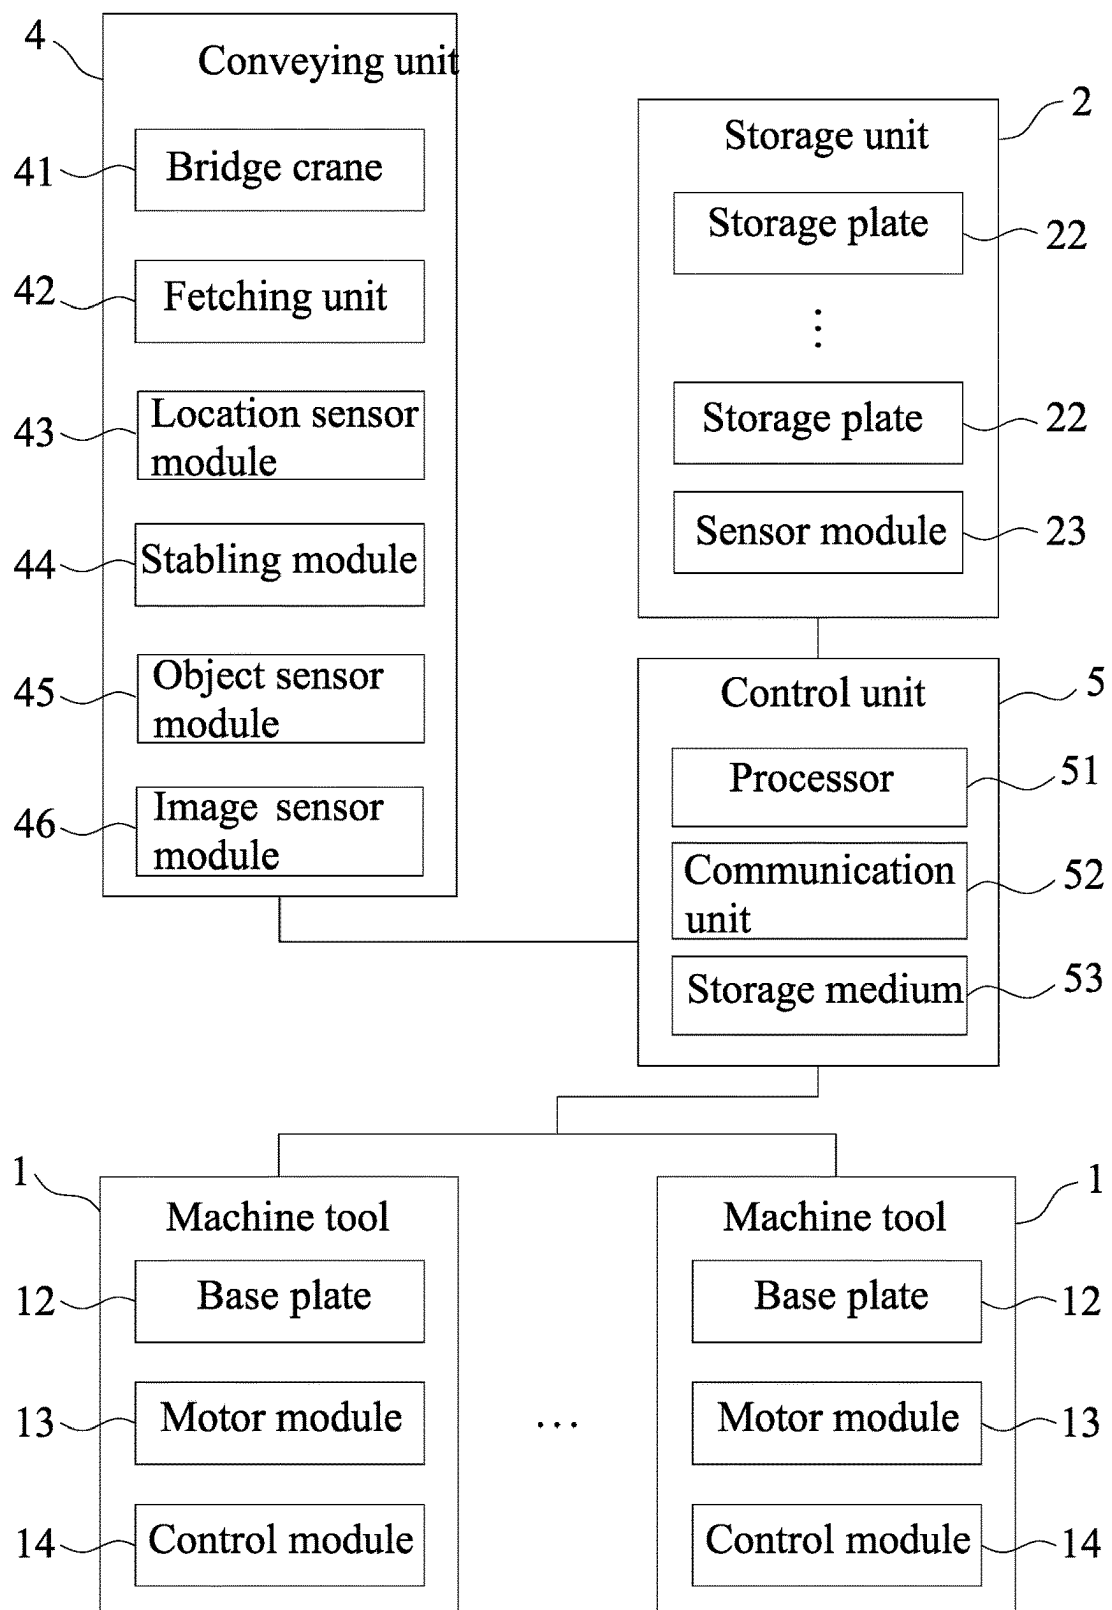 4
Conveying unit
41
Bridge crane
42
Fetching unit
43
Location sensor
module
44
Stabling module
45
Object sensor
module
46
Image sensor
module
2
Storage unit
Storage plate
22
⋮
Storage plate
22
Sensor module
23
Control unit
5
Processor
51
Communication
unit
52
Storage medium
53
1
Machine tool
12
Base plate
13
Motor module
14
Control module
...
1
Machine tool
Base plate
12
Motor module
13
Control module
14